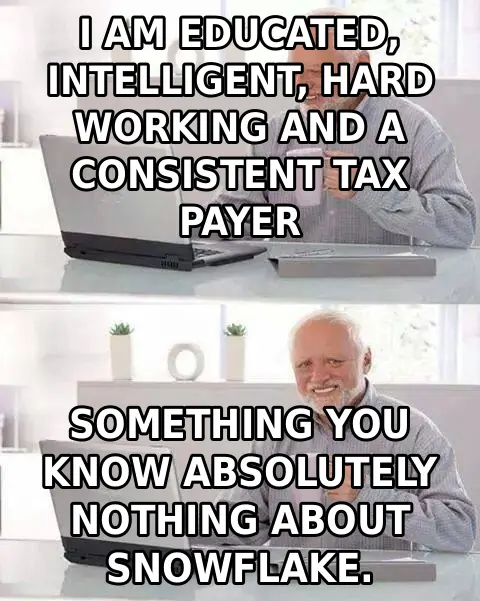 I AM EDUCATED,
INTELLIGENT, HARD
WORKING AND A
CONSISTENT TAX
PAYER
SOMETHING YOU
KNOW ABSOLUTELY
NOTHING ABOUT
SNOWFLAKE.